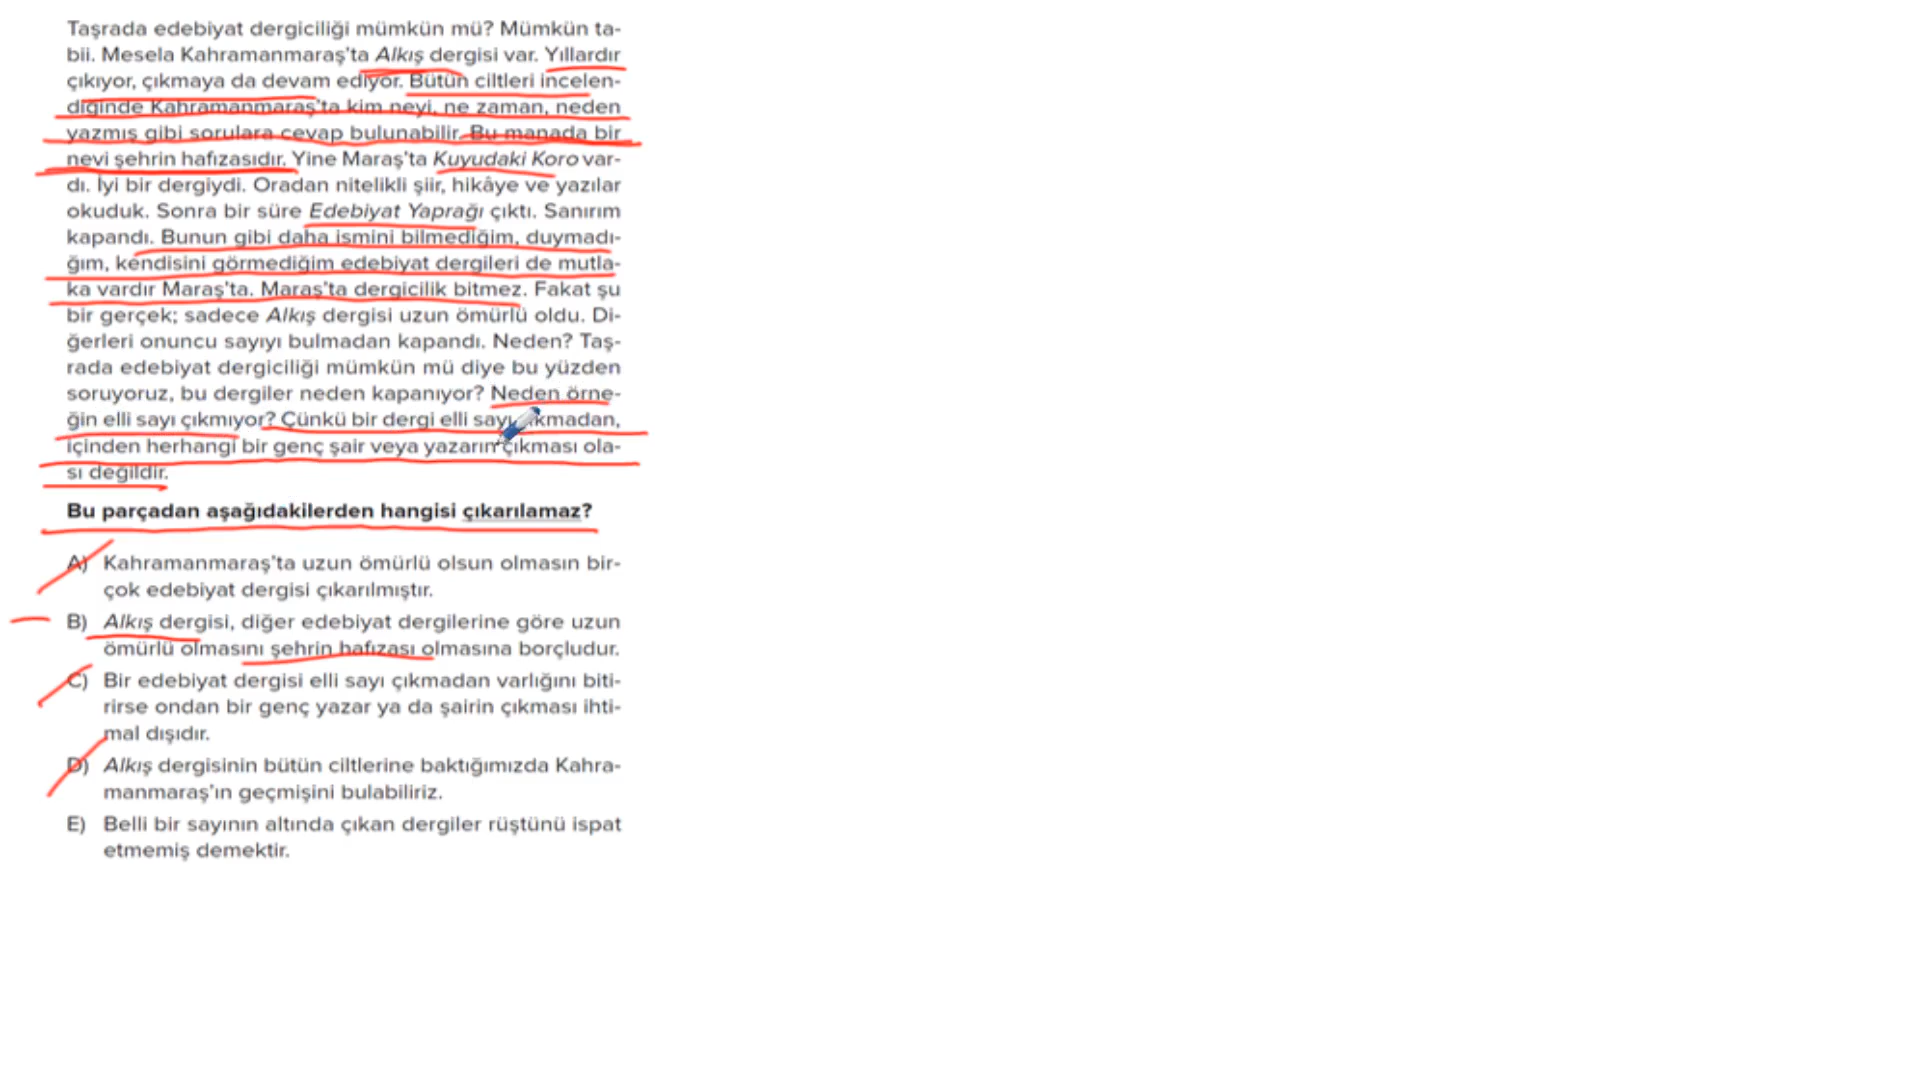 Taşrada edebiyat dergiciliği mümkün mü? Mümkün ta-
bii. Mesela Kahramanmaraş'ta Alkış dergisi var. Yıllardır
çıkıyor, çıkmaya da devam ediyor. Bütün ciltleri incelen-
diğinde Kahramanmaraş'ta kim neyi, ne zaman, neden
yazmış gibi sorulara cevap bulunabilir. Bu manada bir
nevi şehrin hafızasıdır. Yine Maraş'ta Kuyudaki Koro var-
dı. İyi bir dergiydi. Oradan nitelikli şiir, hikâye ve yazılar
okuduk. Sonra bir süre Edebiyat Yaprağı çıktı. Sanırım
kapandı. Bunun gibi daha ismini bilmediğim, duymadı-
ğım, kendisini görmediğim edebiyat dergileri de mutla-
ka vardır Maraş'ta. Maraş'ta dergicilik bitmez. Fakat şu
bir gerçek; sadece Alkış dergisi uzun ömürlü oldu. Di-
ğerleri onuncu sayıyı bulmadan kapandı. Neden? Taş-
rada edebiyat dergiciliği mümkün mü diye bu yüzden
soruyoruz, bu dergiler neden kapanıyor? Neden örne-
ğin elli sayı çıkmıyor? Çünkü bir dergi elli sayı çıkmadan,
içinden herhangi bir genç şair veya yazarın çıkması ola-
sı değildir.
Bu parçadan aşağıdakilerden hangisi çıkarılamaz?
A) Kahramanmaraş'ta uzun ömürlü olsun olmasın bir-
çok edebiyat dergisi çıkarılmıştır.
B) Alkış dergisi, diğer edebiyat dergilerine göre uzun
ömürlü olmasını şehrin hafızası olmasına borçludur.
C) Bir edebiyat dergisi elli sayı çıkmadan varlığını biti-
rirse ondan bir genç yazar ya da şairin çıkması ihti-
mal dışıdır.
D) Alkış dergisinin bütün ciltlerine baktığımızda Kahra-
manmaraş'ın geçmişini bulabiliriz.
E) Belli bir sayının altında çıkan dergiler rüştünü ispat
etmemiş demektir.